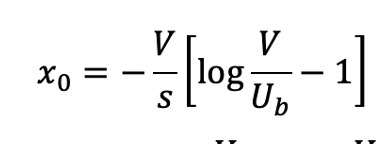 x₀ = −V/s [log V/U_b − 1]